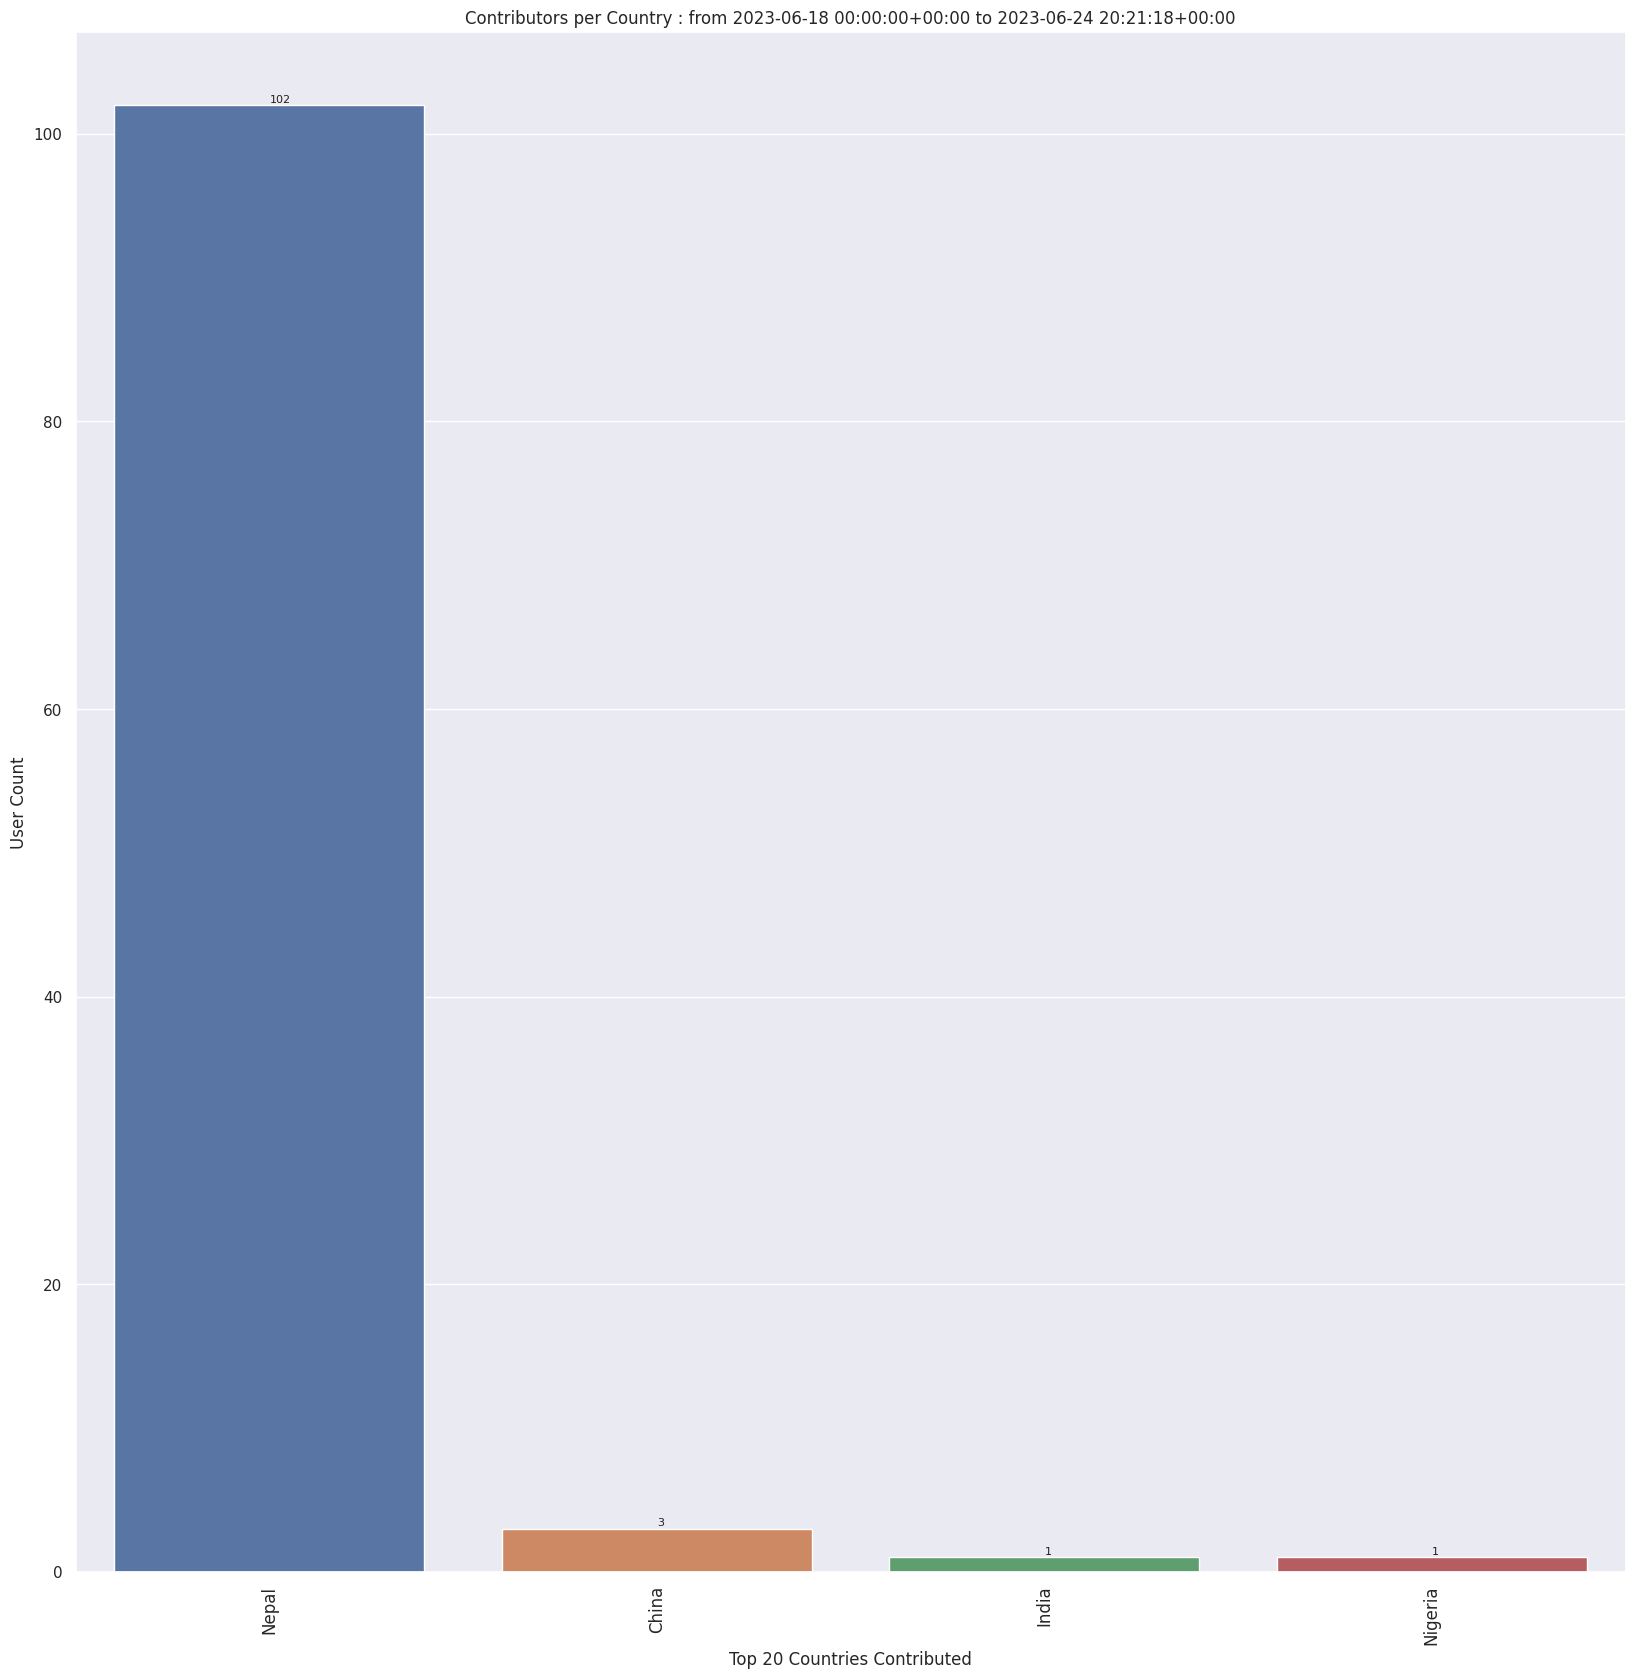 Contributors per Country : from 2023-06-18 00:00:00+00:00 to 2023-06-24 20:21:18+00:00
102
100
80
60
40
20
0
User Count
3
1
1
Nepal
China
India
Nigeria
Top 20 Countries Contributed